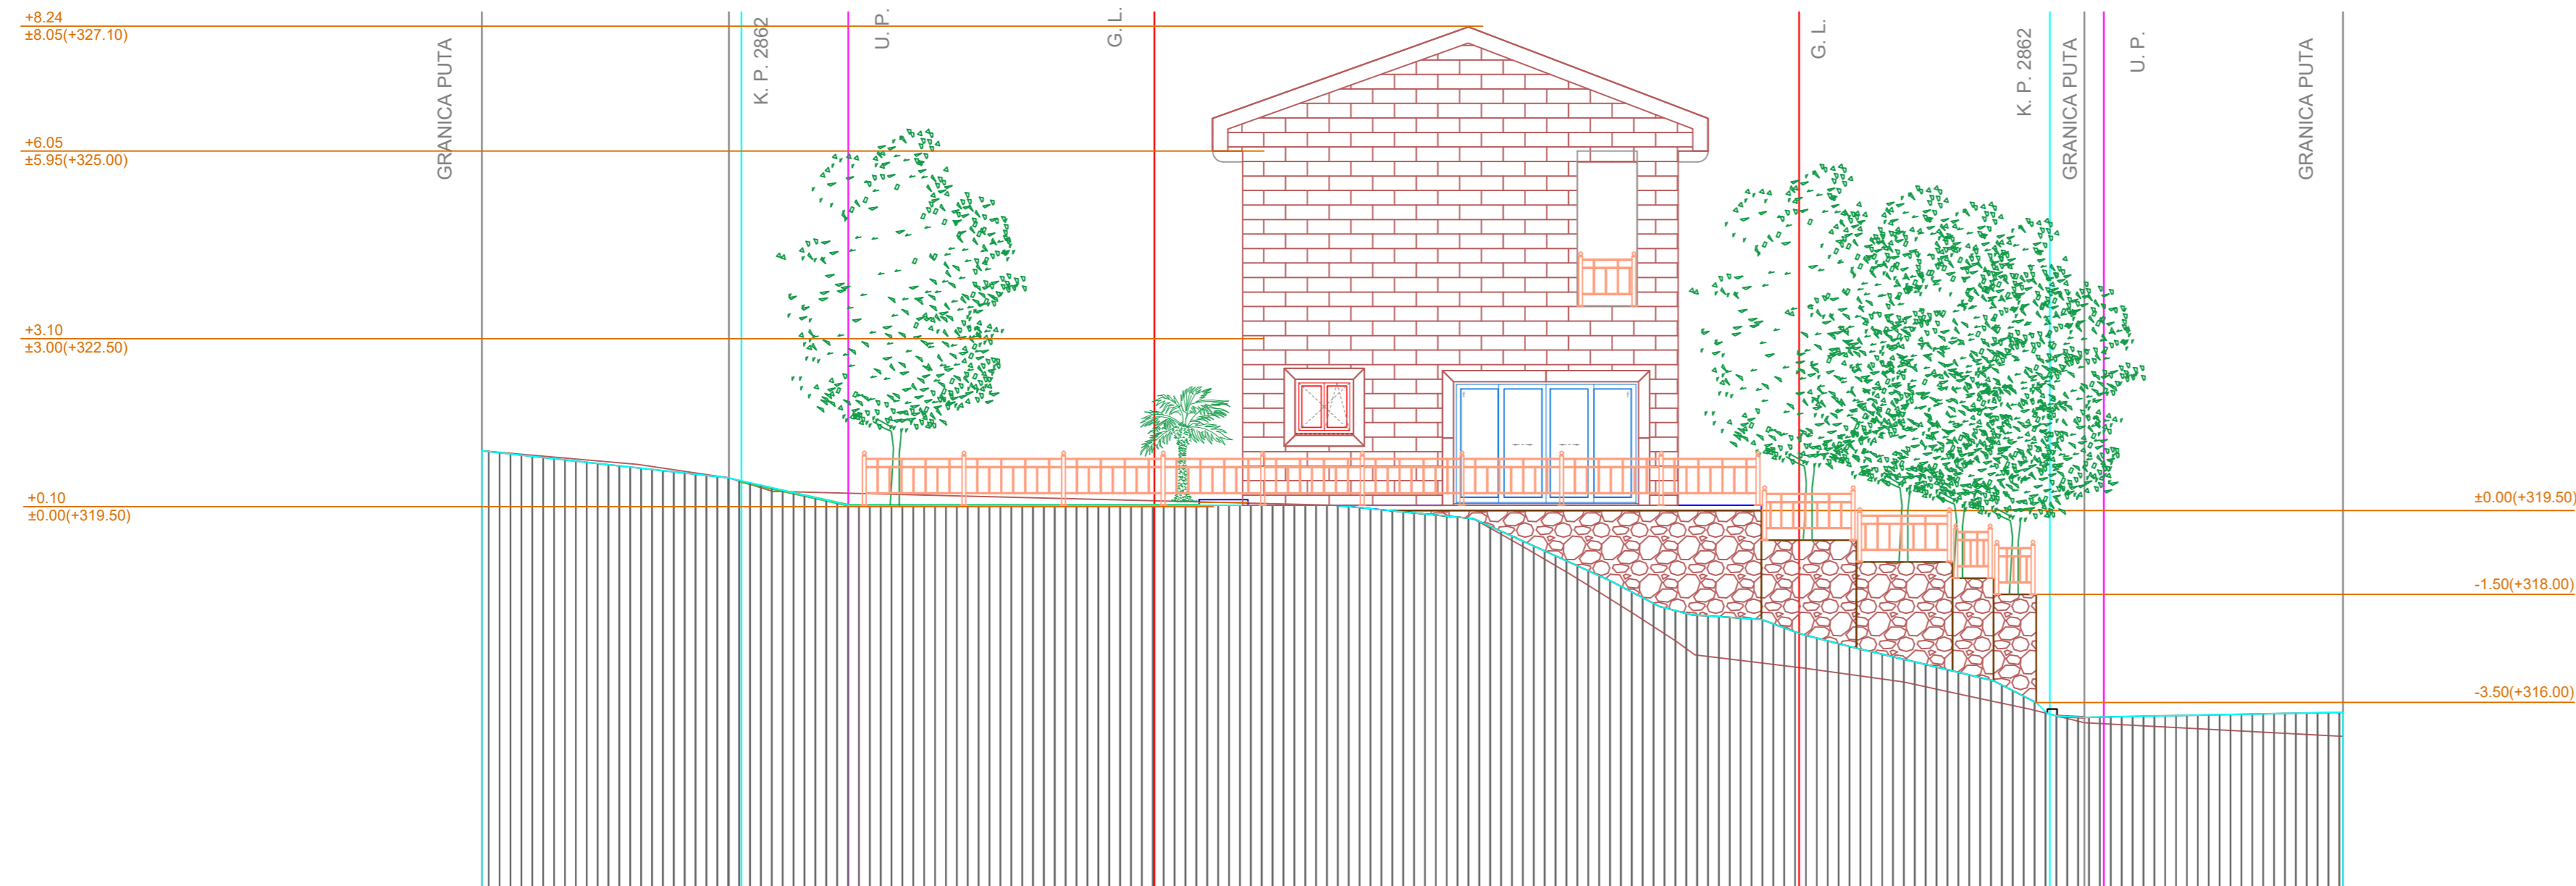 +8.24
±8.05(+327.10)
GRANICA PUTA
K. P. 2862
U. P.
G. L.
G. L.
K. P. 2862
GRANICA PUTA
U. P.
GRANICA PUTA
+6.05
±5.95(+325.00)
+3.10
±3.00(+322.50)
+0.10
±0.00(+319.50)
±0.00(+319.50)
-1.50(+318.00)
-3.50(+316.00)